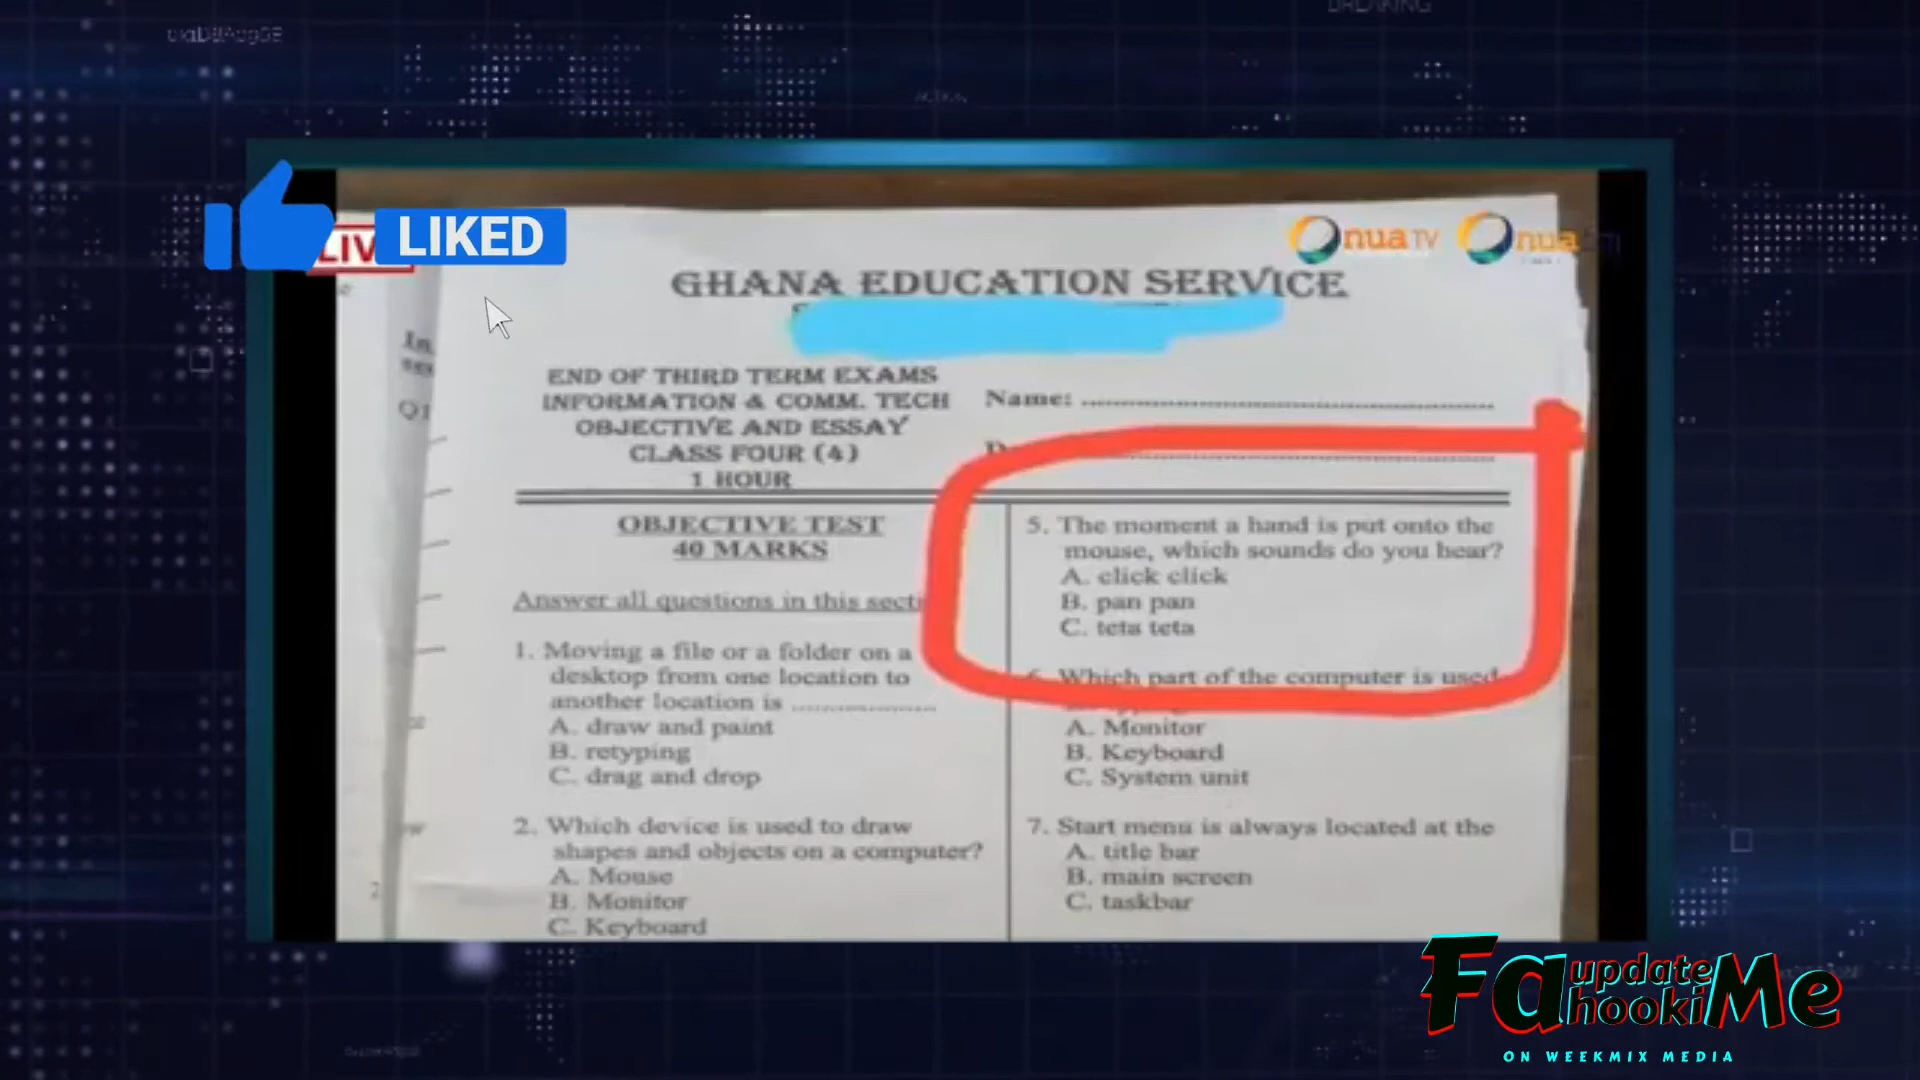 BREAKING
LIKED
LIV
nua TV
nua
GHANA EDUCATION SERVICE
END OF THIRD TERM EXAMS
INFORMATION & COMM. TECH
OBJECTIVE AND ESSAY
CLASS FOUR (4)
1 HOUR
Name:
Q1
OBJECTIVE TEST
40 MARKS
Answer all questions in this secti
1. Moving a file or a folder on a
desktop from one location to
another location is ....................
A. draw and paint
B. retyping
C. drag and drop
2. Which device is used to draw
shapes and objects on a computer?
A. Mouse
B. Monitor
C. Keyboard
5. The moment a hand is put onto the
mouse, which sounds do you hear?
A. click click
B. pan pan
C. teta teta
6. Which part of the computer is used
A. Monitor
B. Keyboard
C. System unit
7. Start menu is always located at the
A. title bar
B. main screen
C. taskbar
Fa update hooki Me
ON WEEKMIX MEDIA